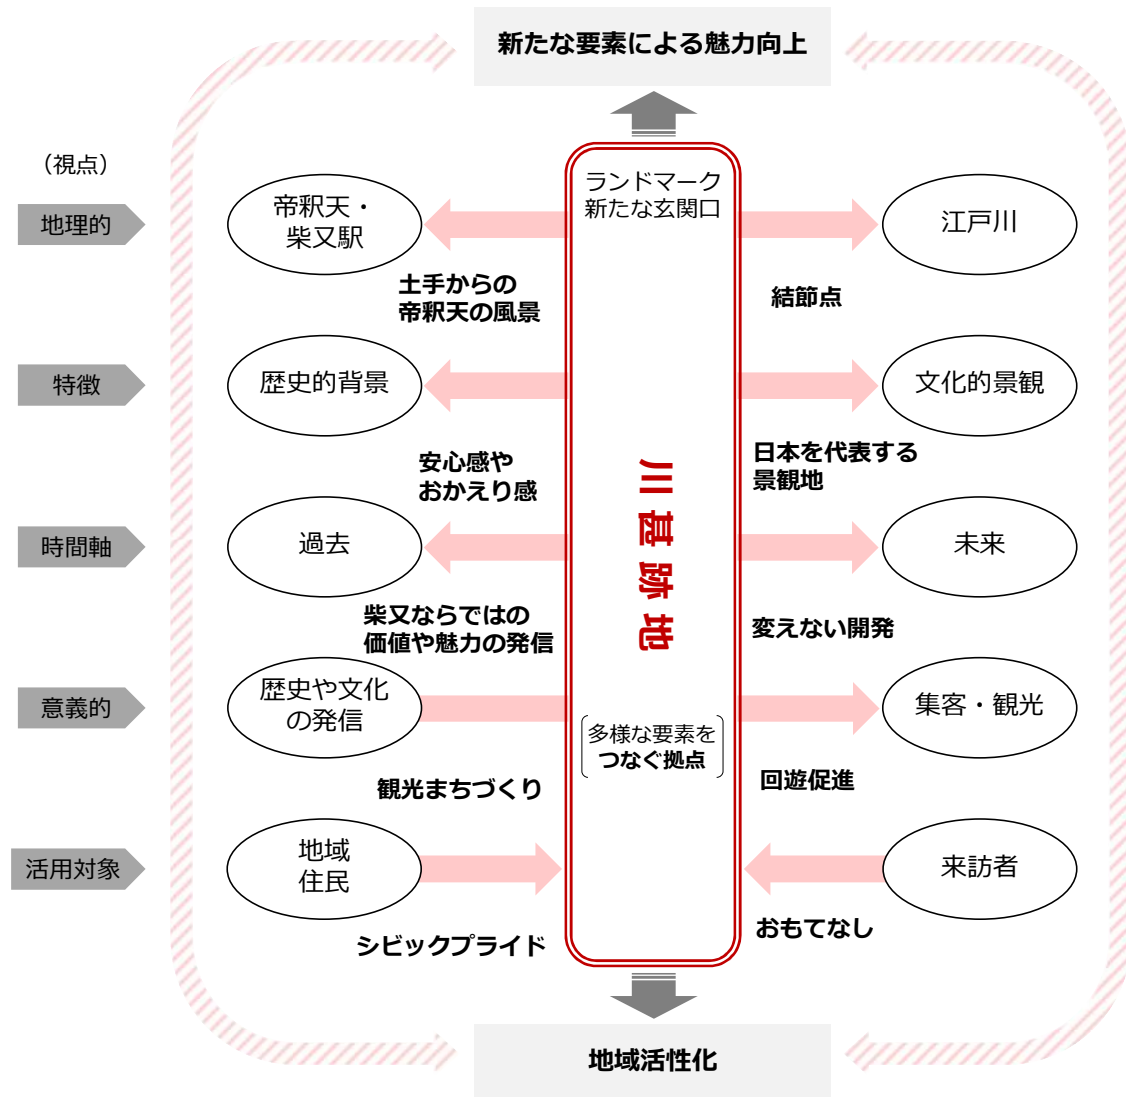 新たな要素による魅力向上
（視点）
ランドマーク
新たな玄関口
地理的
帝釈天・
柴又駅
江戸川
土手からの
帝釈天の風景
結節点
特徴
歴史的背景
文化的景観
安心感や
おかえり感
日本を代表する
景観地
川甚跡地
時間軸
過去
未来
柴又ならではの
価値や魅力の発信
変えない開発
意義的
歴史や文化
の発信
集客・観光
多様な要素を
つなぐ拠点
観光まちづくり
回遊促進
活用対象
地域
住民
来訪者
シビックプライド
おもてなし
地域活性化